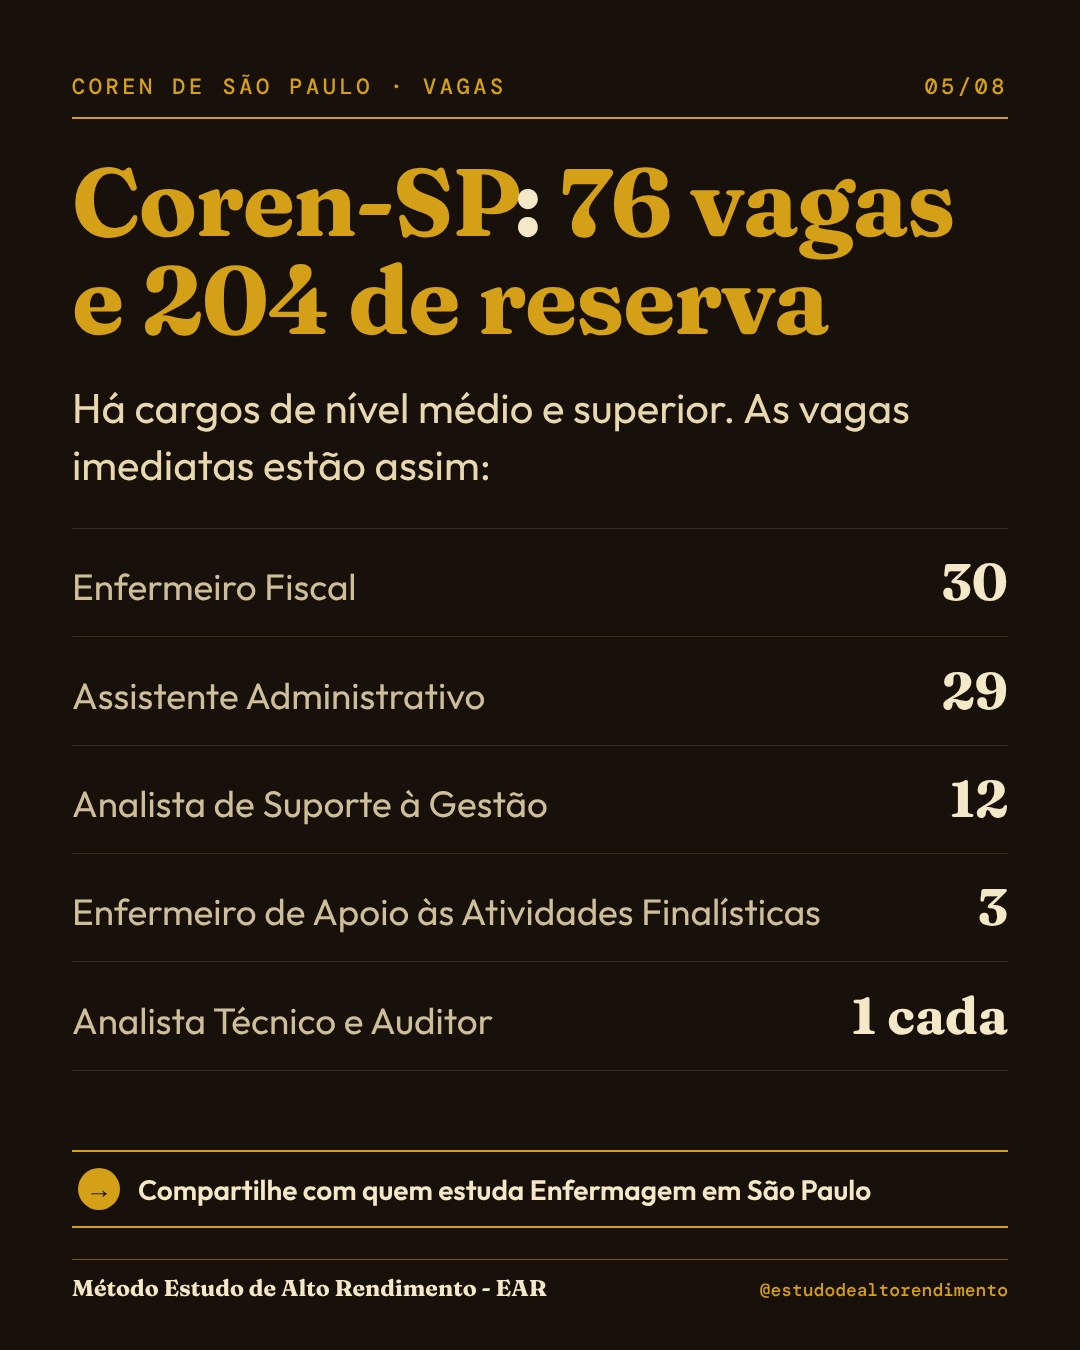 COREN DE SÃO PAULO · VAGAS 05/08
Coren-SP: 76 vagas
e 204 de reserva
Há cargos de nível médio e superior. As vagas
imediatas estão assim:
Enfermeiro Fiscal 30
Assistente Administrativo 29
Analista de Suporte à Gestão 12
Enfermeiro de Apoio às Atividades Finalísticas 3
Analista Técnico e Auditor 1 cada
→ Compartilhe com quem estuda Enfermagem em São Paulo
Método Estudo de Alto Rendimento - EAR @estudodealtorendimento